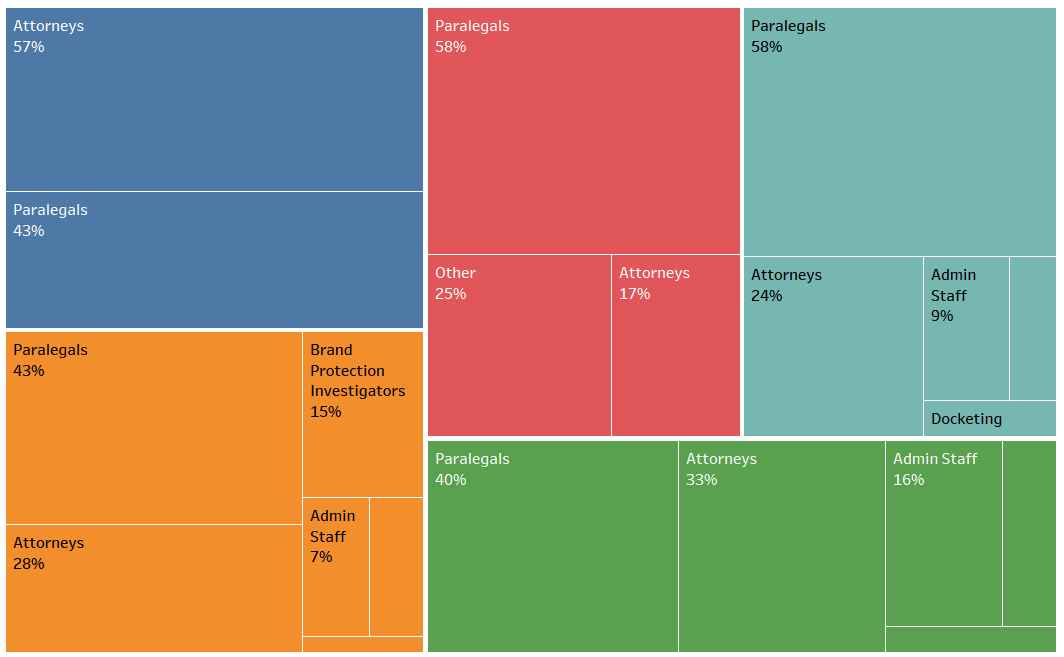 Attorneys
57%
Paralegals
43%
Paralegals
43%
Brand
Protection
Investigators
15%
Attorneys
28%
Admin
Staff
7%
Paralegals
58%
Other
25%
Attorneys
17%
Paralegals
58%
Attorneys
24%
Admin
Staff
9%
Docketing
Paralegals
40%
Attorneys
33%
Admin Staff
16%